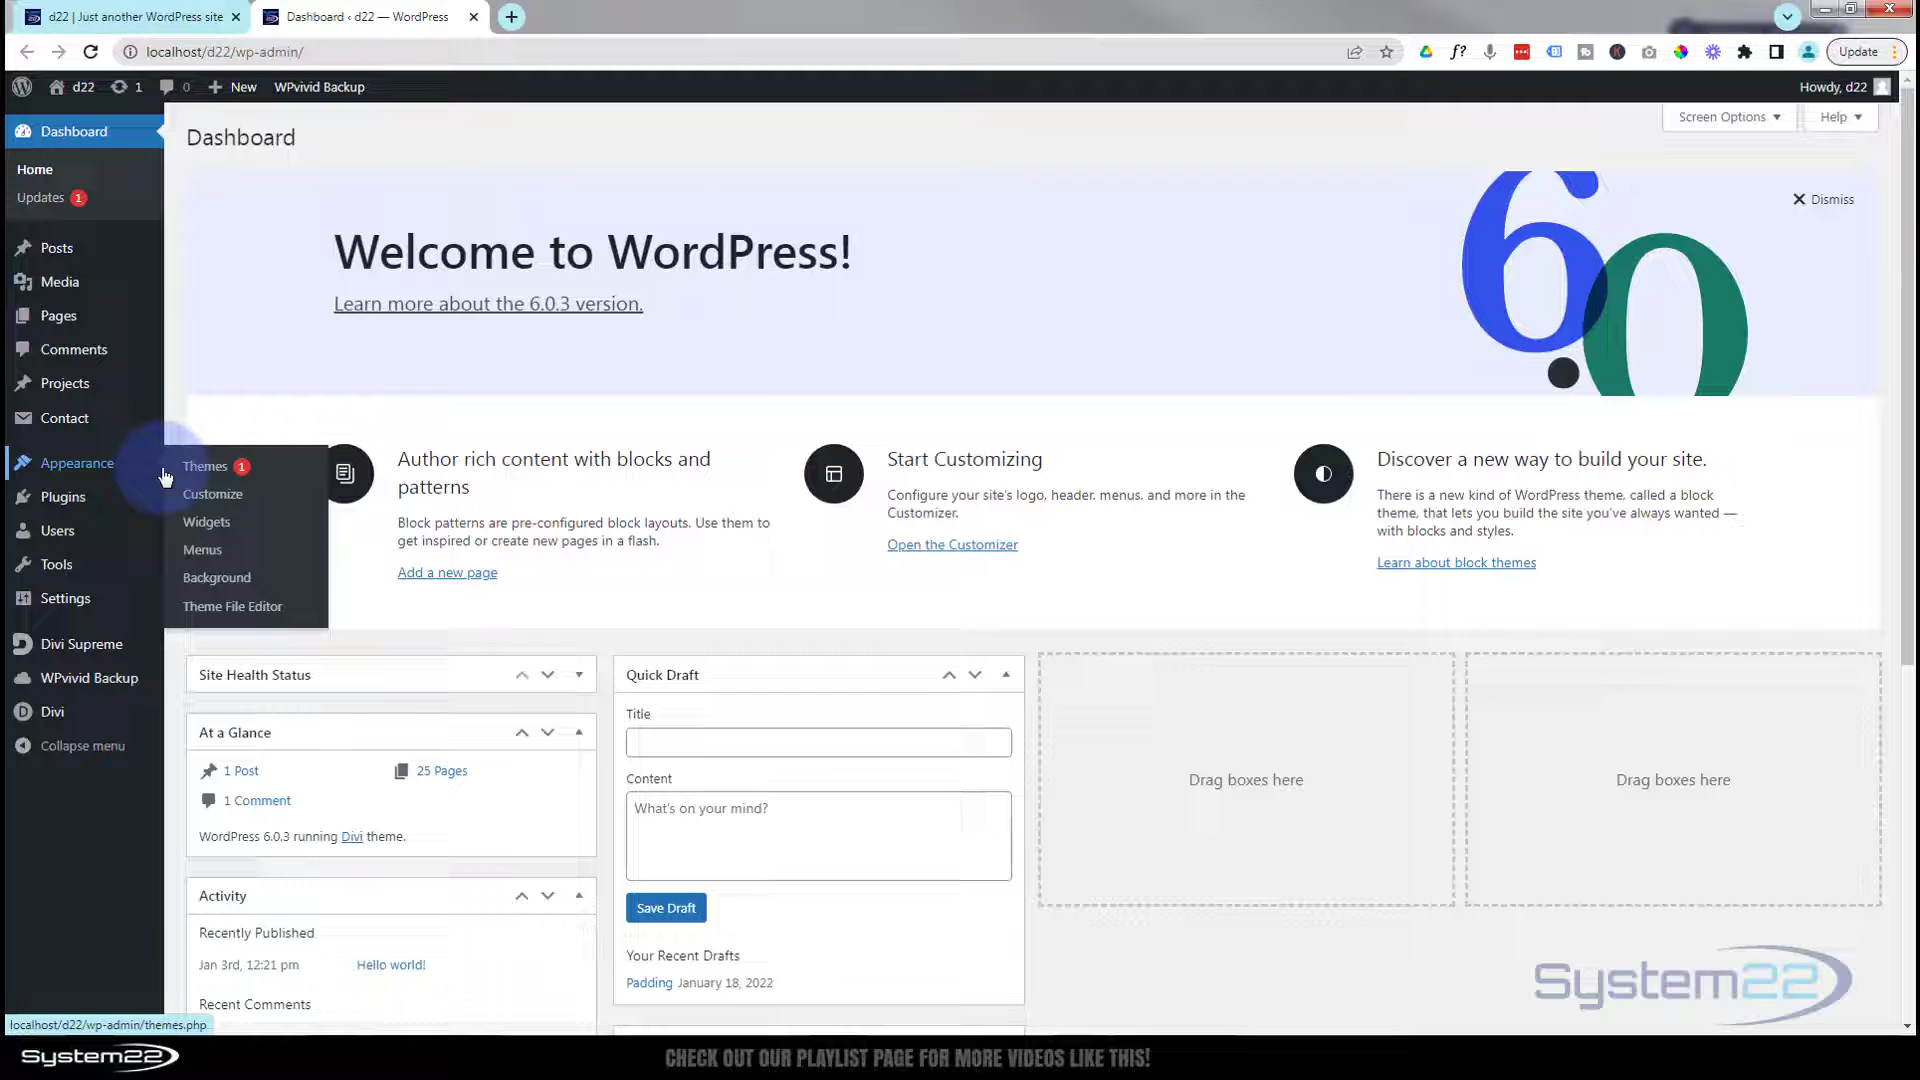 d22 | Just another WordPress site
Dashboard ‹ d22 — WordPress
localhost/d22/wp-admin/
Update
d22
1
0
New
WPvivid Backup
Howdy, d22
Dashboard
Home
Updates 1
Posts
Media
Pages
Comments
Projects
Contact
Appearance
Plugins
Users
Tools
Settings
Divi Supreme
WPvivid Backup
Divi
Collapse menu
Themes 1
Customize
Widgets
Menus
Background
Theme File Editor
Dashboard
Screen Options
Help
Welcome to WordPress!
Learn more about the 6.0.3 version.
6.0
Dismiss
Author rich content with blocks and
patterns
Block patterns are pre-configured block layouts. Use them to
get inspired or create new pages in a flash.
Add a new page
Start Customizing
Configure your site's logo, header, menus, and more in the
Customizer.
Open the Customizer
Discover a new way to build your site.
There is a new kind of WordPress theme, called a block
theme, that lets you build the site you've always wanted —
with blocks and styles.
Learn about block themes
Site Health Status
At a Glance
1 Post
25 Pages
1 Comment
WordPress 6.0.3 running Divi theme.
Activity
Recently Published
Jan 3rd, 12:21 pm
Hello world!
Recent Comments
Quick Draft
Title
Content
What's on your mind?
Save Draft
Your Recent Drafts
Padding January 18, 2022
Drag boxes here
Drag boxes here
System22
localhost/d22/wp-admin/themes.php
System22
CHECK OUT OUR PLAYLIST PAGE FOR MORE VIDEOS LIKE THIS!